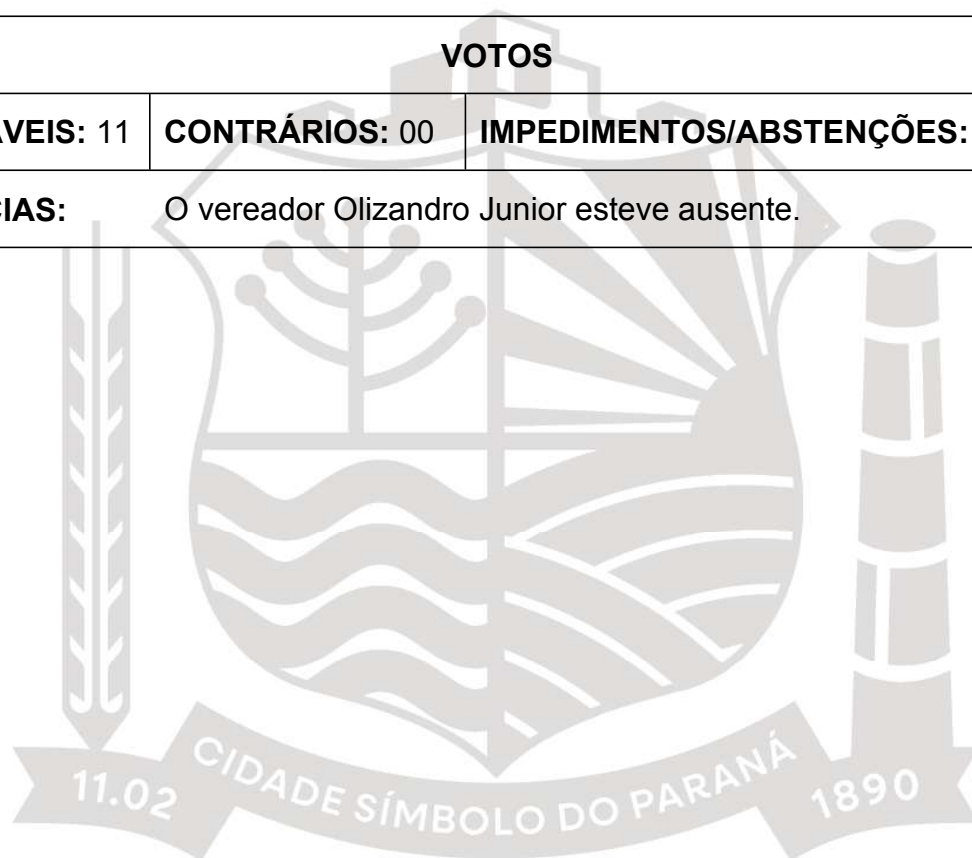 VOTOS
ÁVEIS: 11 CONTRÁRIOS: 00 IMPEDIMENTOS/ABSTENÇÕES:
CIAS: O vereador Olizandro Junior esteve ausente.
11.02 CIDADE SÍMBOLO DO PARANÁ 1890